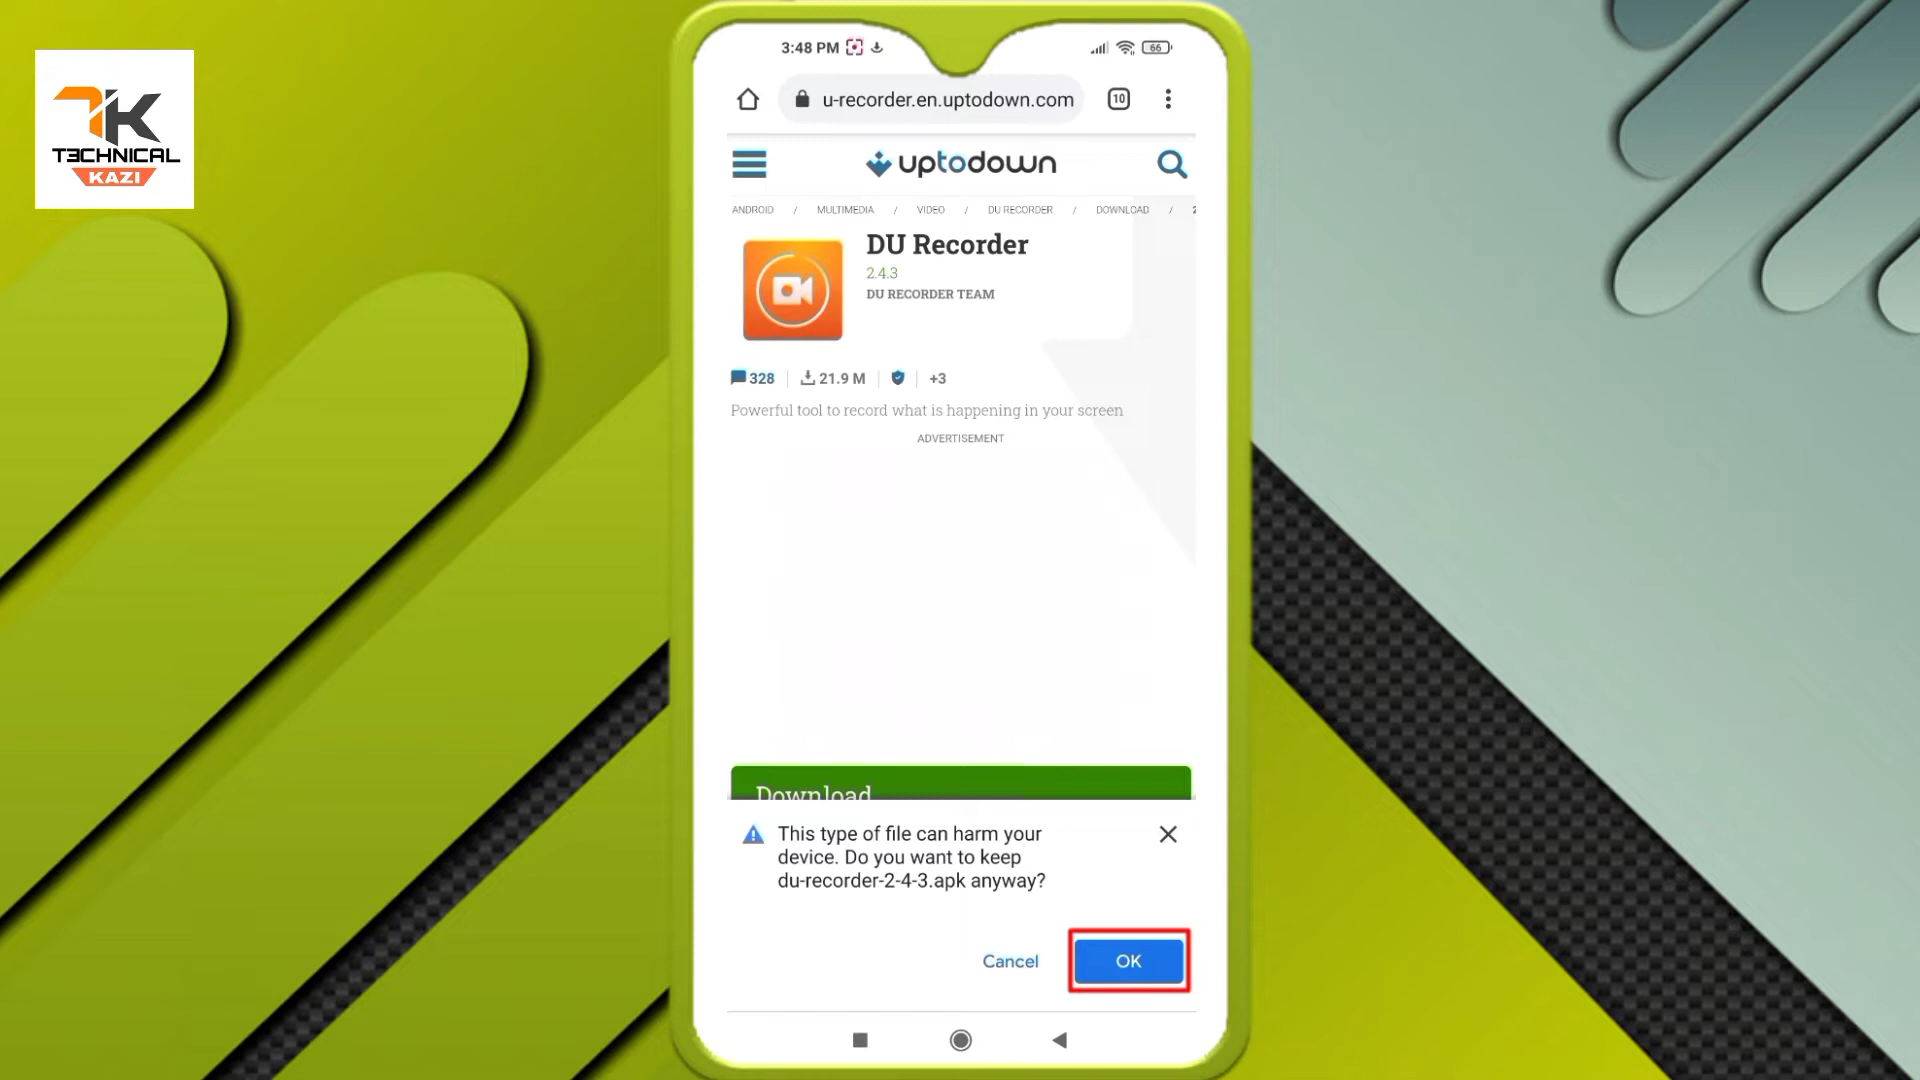 TK
T3CHNICAL
KAZI
3:48 PM
66
u-recorder.en.uptodown.com
10
uptodown
ANDROID / MULTIMEDIA / VIDEO / DU RECORDER / DOWNLOAD / 2
DU Recorder
2.4.3
DU RECORDER TEAM
328
21.9 M
+3
Powerful tool to record what is happening in your screen
ADVERTISEMENT
Download
This type of file can harm your
device. Do you want to keep
du-recorder-2-4-3.apk anyway?
Cancel
OK